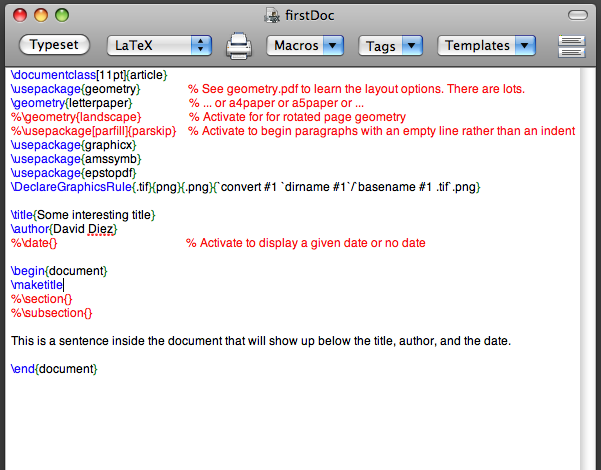 firstDoc
Typeset LaTeX Macros Tags Templates
\documentclass[11pt]{article}
\usepackage{geometry} % See geometry.pdf to learn the layout options. There are lots.
\geometry{letterpaper} % ... or a4paper or a5paper or ...
%\geometry{landscape} % Activate for for rotated page geometry
%\usepackage[parfill]{parskip} % Activate to begin paragraphs with an empty line rather than an indent
\usepackage{graphicx}
\usepackage{amssymb}
\usepackage{epstopdf}
\DeclareGraphicsRule{.tif}{png}{.png}{`convert #1 `dirname #1`/`basename #1 .tif`.png}
\title{Some interesting title}
\author{David Diez}
%\date{} % Activate to display a given date or no date
\begin{document}
\maketitle
%\section{}
%\subsection{}
This is a sentence inside the document that will show up below the title, author, and the date.
\end{document}